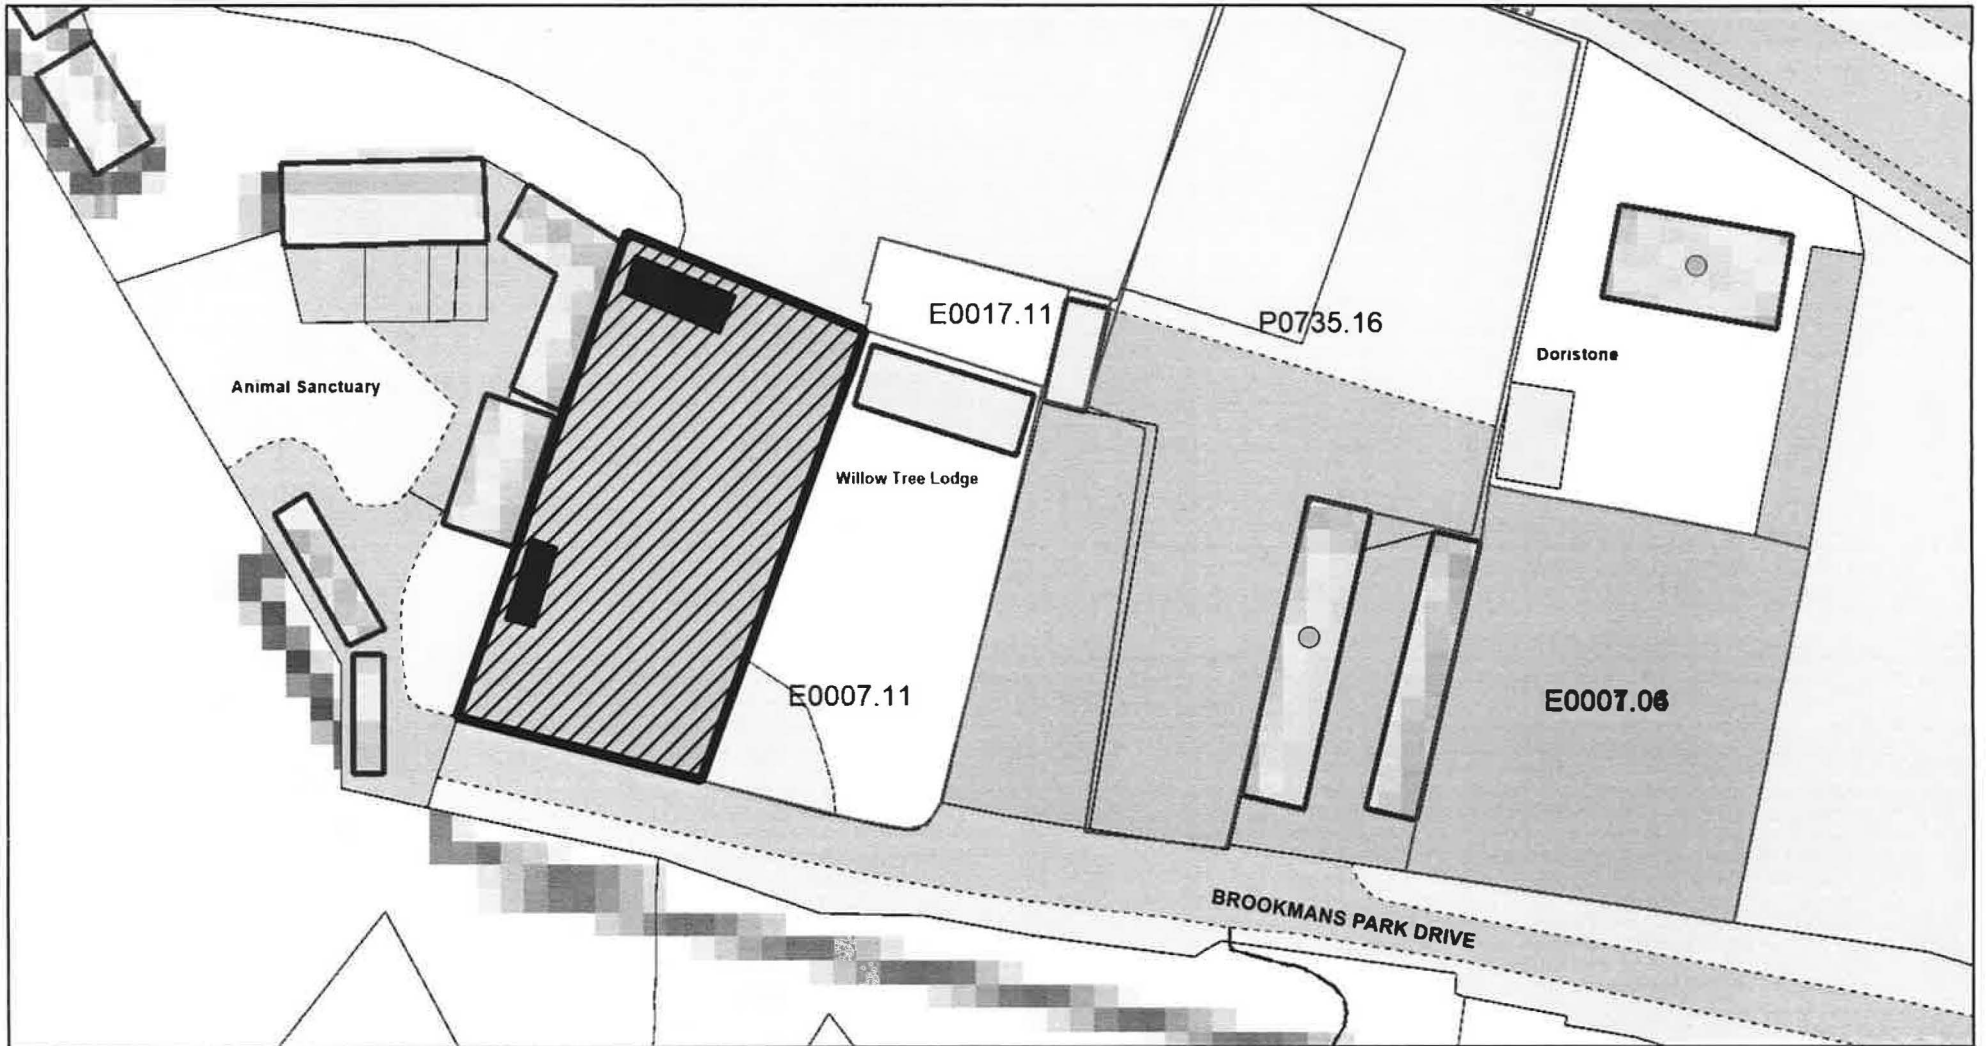 E0017.11
P0735.16
Doristone
Animal Sanctuary
Willow Tree Lodge
E0007.11
BROOKMANS PARK DRIVE